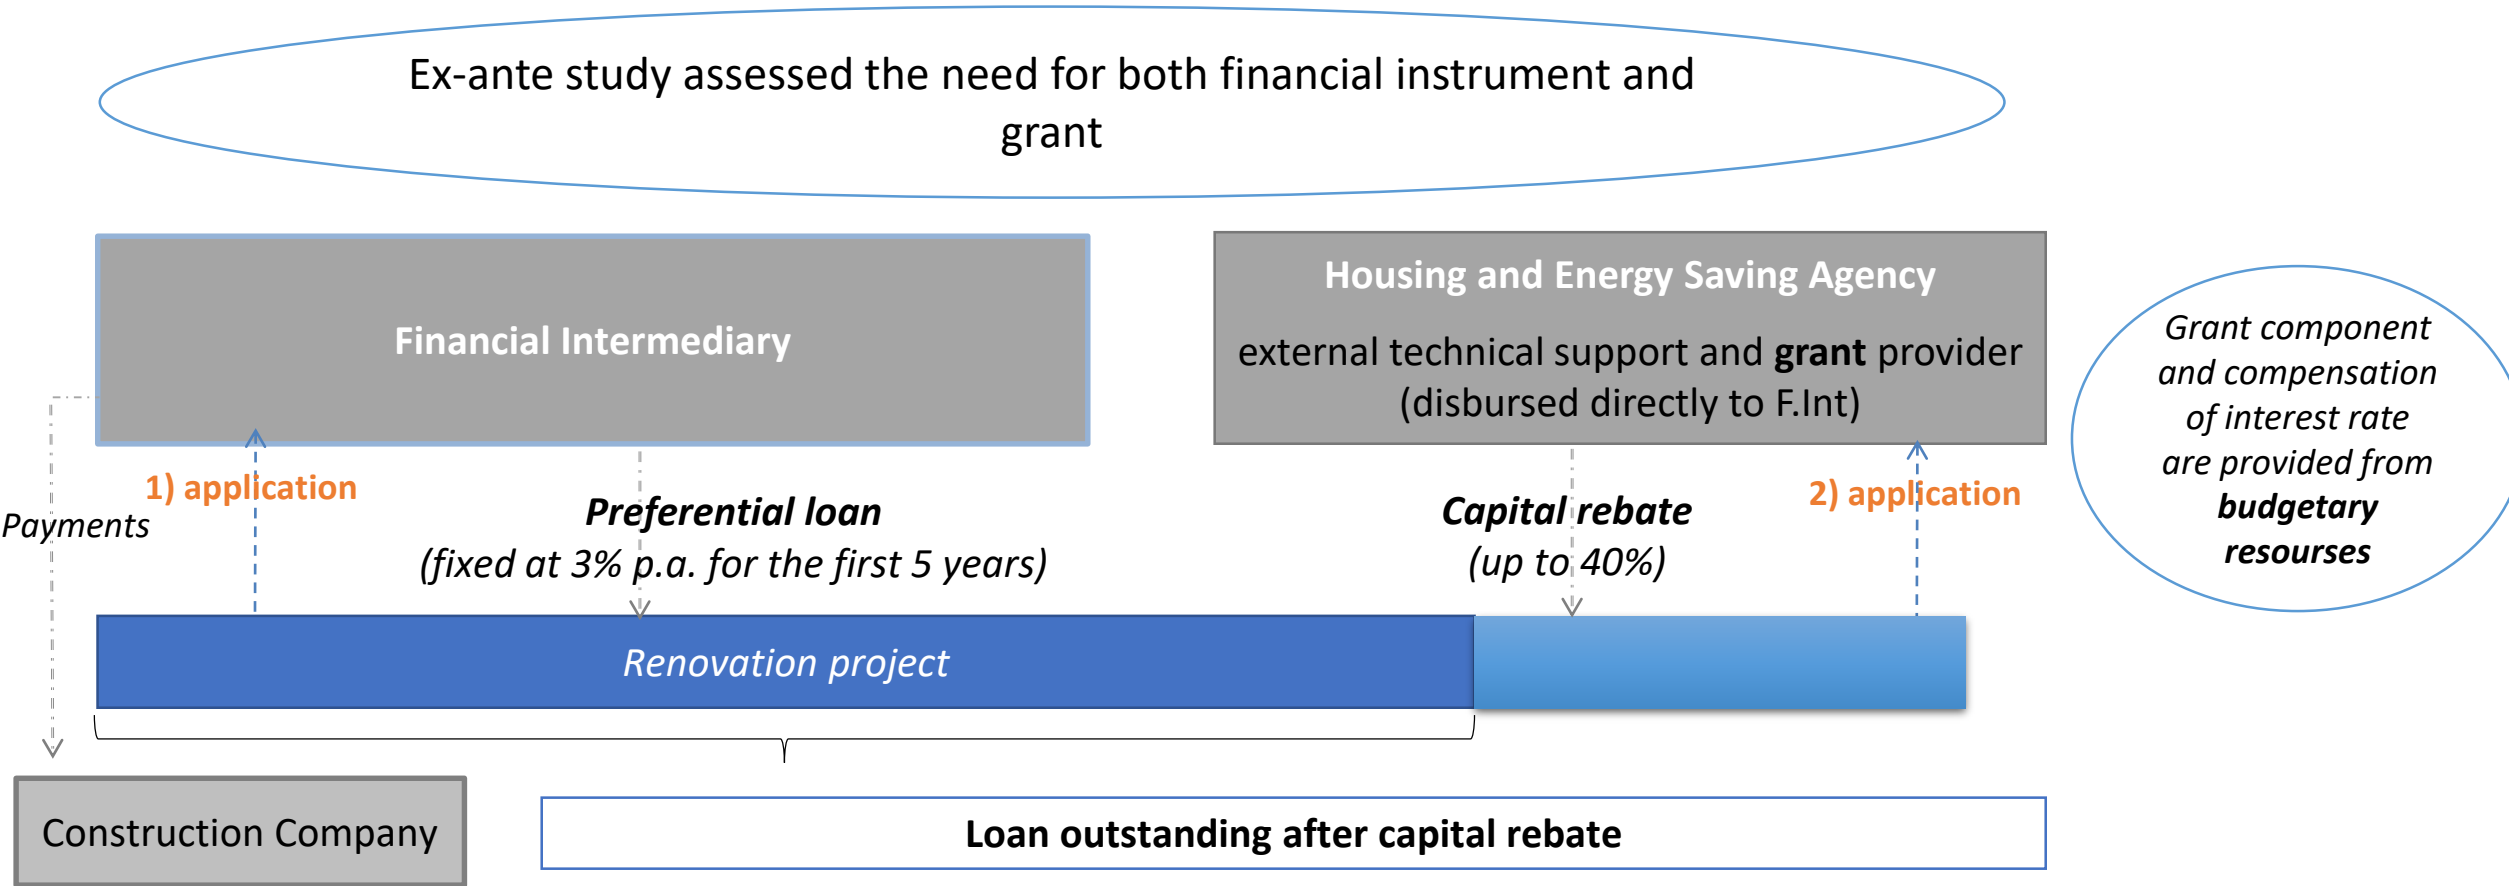 Ex-ante study assessed the need for both financial instrument and
grant
Financial Intermediary
Housing and Energy Saving Agency
external technical support and grant provider
(disbursed directly to F.Int)
Grant component
and compensation
of interest rate
are provided from
budgetary
resourses
1) application
Payments
Preferential loan
(fixed at 3% p.a. for the first 5 years)
Capital rebate
(up to 40%)
2) application
Renovation project
Construction Company
Loan outstanding after capital rebate